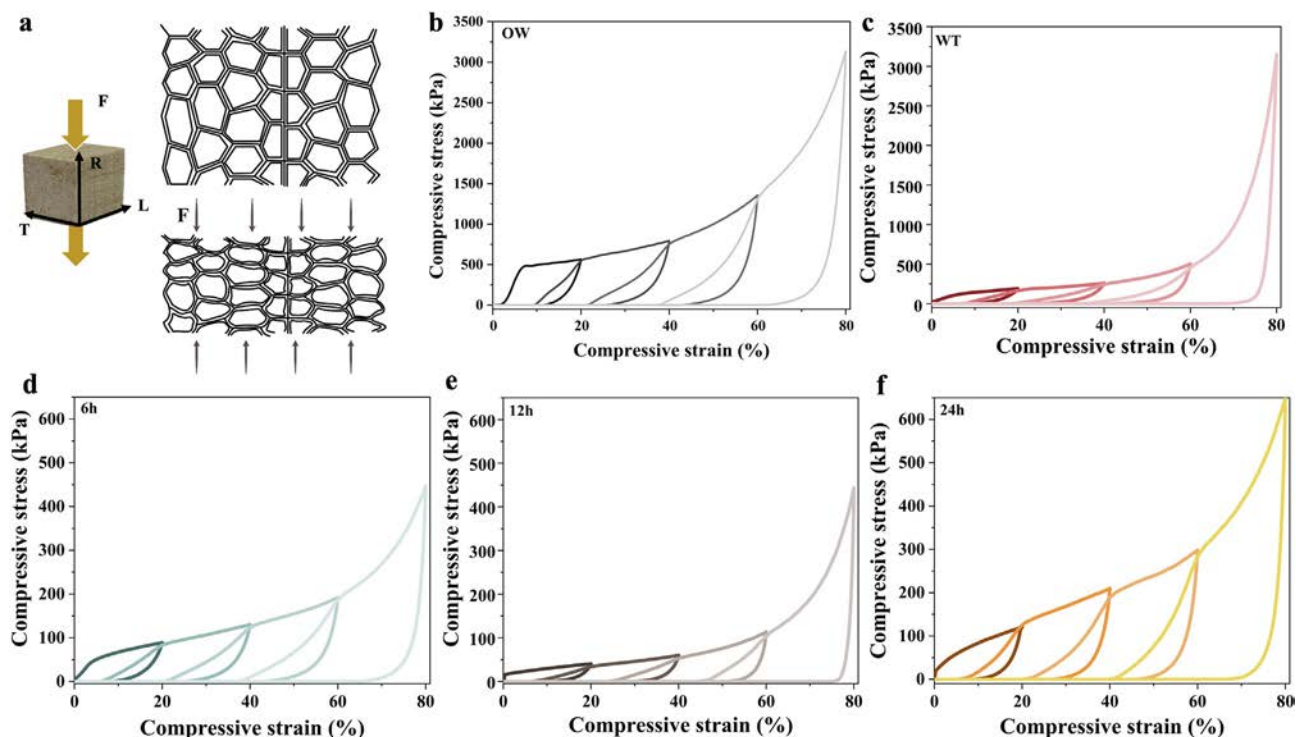 a
F
R
T
L
F
b
OW
Compressive stress (kPa)
3500
3000
2500
2000
1500
1000
500
0
0 20 40 60 80
Compressive strain (%)
c
WT
Compressive stress (kPa)
3500
3000
2500
2000
1500
1000
500
0
0 20 40 60 80
Compressive strain (%)
d
6h
Compressive stress (kPa)
600
500
400
300
200
100
0
0 20 40 60 80
Compressive strain (%)
e
12h
Compressive stress (kPa)
600
500
400
300
200
100
0
0 20 40 60 80
Compressive strain (%)
f
24h
Compressive stress (kPa)
600
500
400
300
200
100
0
0 20 40 60 80
Compressive strain (%)